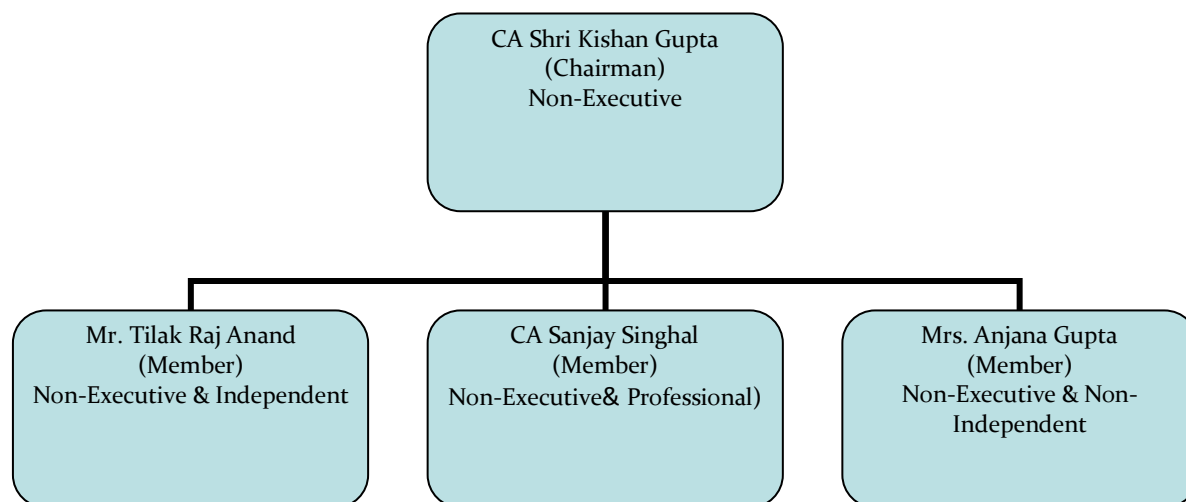 CA Shri Kishan Gupta
(Chairman)
Non-Executive
Mr. Tilak Raj Anand
(Member)
Non-Executive & Independent
CA Sanjay Singhal
(Member)
Non-Executive& Professional)
Mrs. Anjana Gupta
(Member)
Non-Executive & Non-
Independent